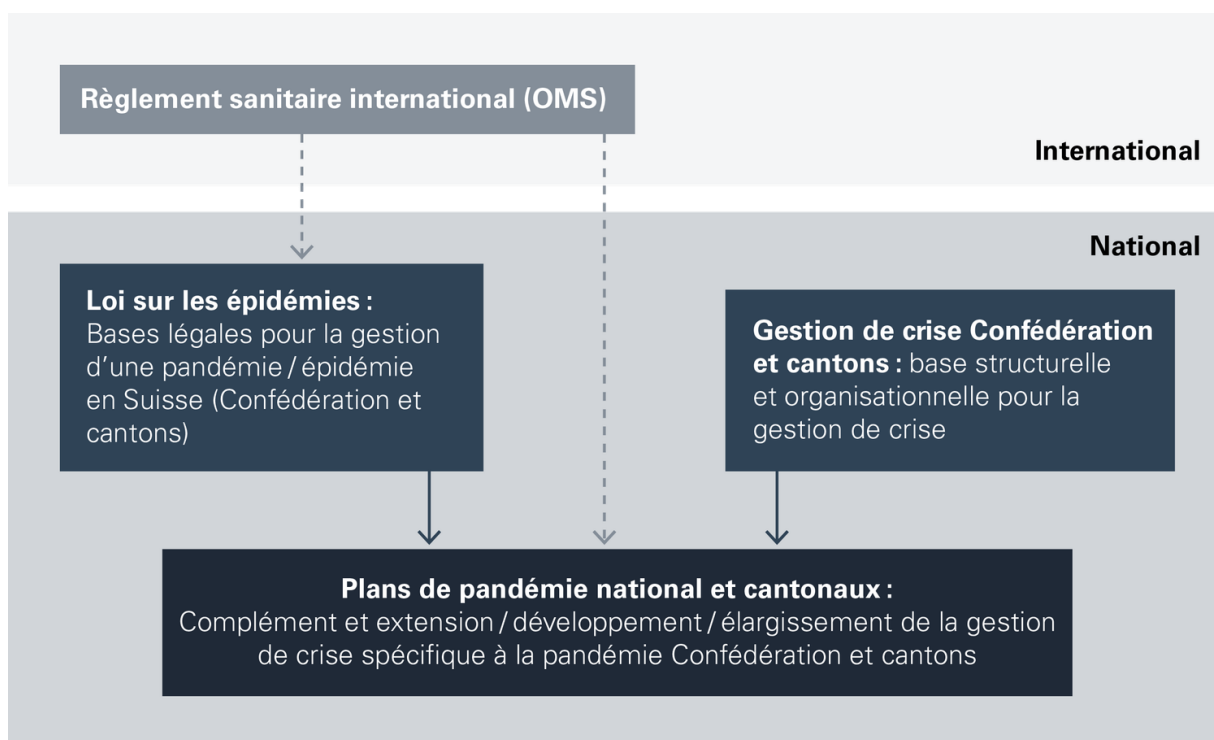 Règlement sanitaire international (OMS)
International
National
Loi sur les épidémies :
Bases légales pour la gestion
d’une pandémie / épidémie
en Suisse (Confédération et
cantons)
Gestion de crise Confédération
et cantons : base structurelle
et organisationnelle pour la
gestion de crise
Plans de pandémie national et cantonaux :
Complément et extension / développement / élargissement de la gestion
de crise spécifique à la pandémie Confédération et cantons